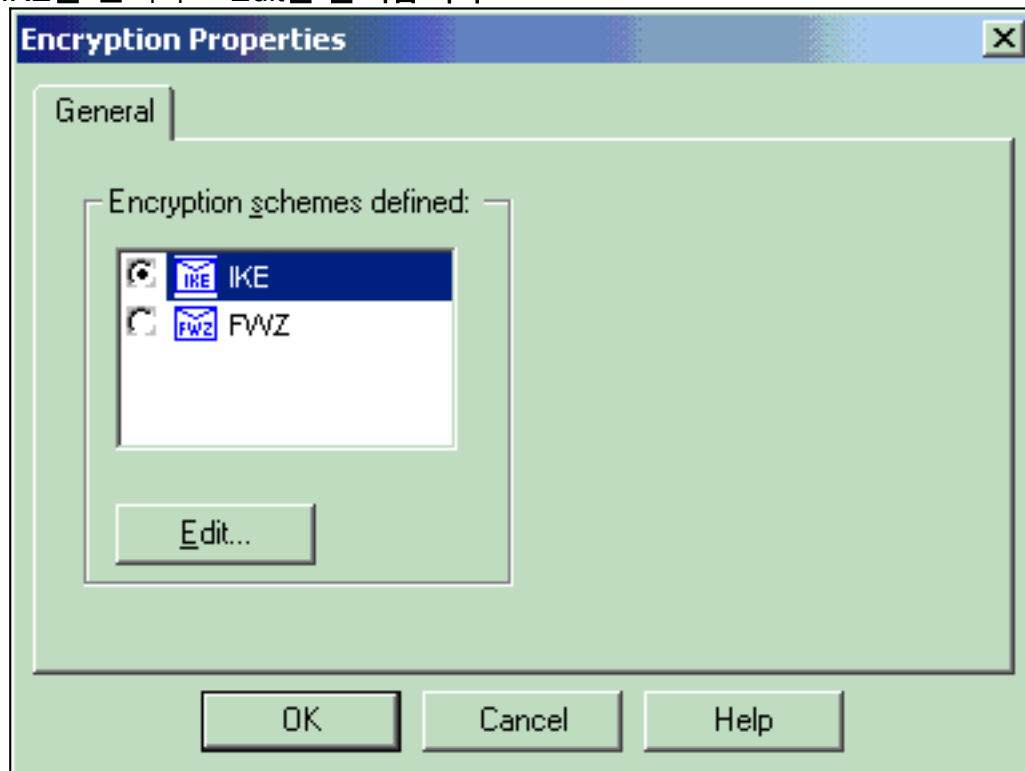 Encryption Properties
General
Encryption schemes defined:
IKE IKE
FWZ FWZ
Edit...
OK Cancel Help